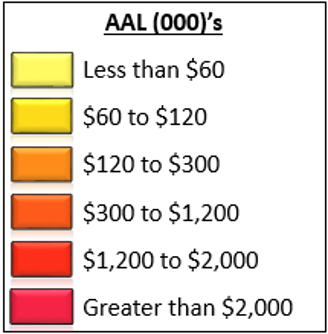 AAL (000)'s
Less than $60
$60 to $120
$120 to $300
$300 to $1,200
$1,200 to $2,000
Greater than $2,000